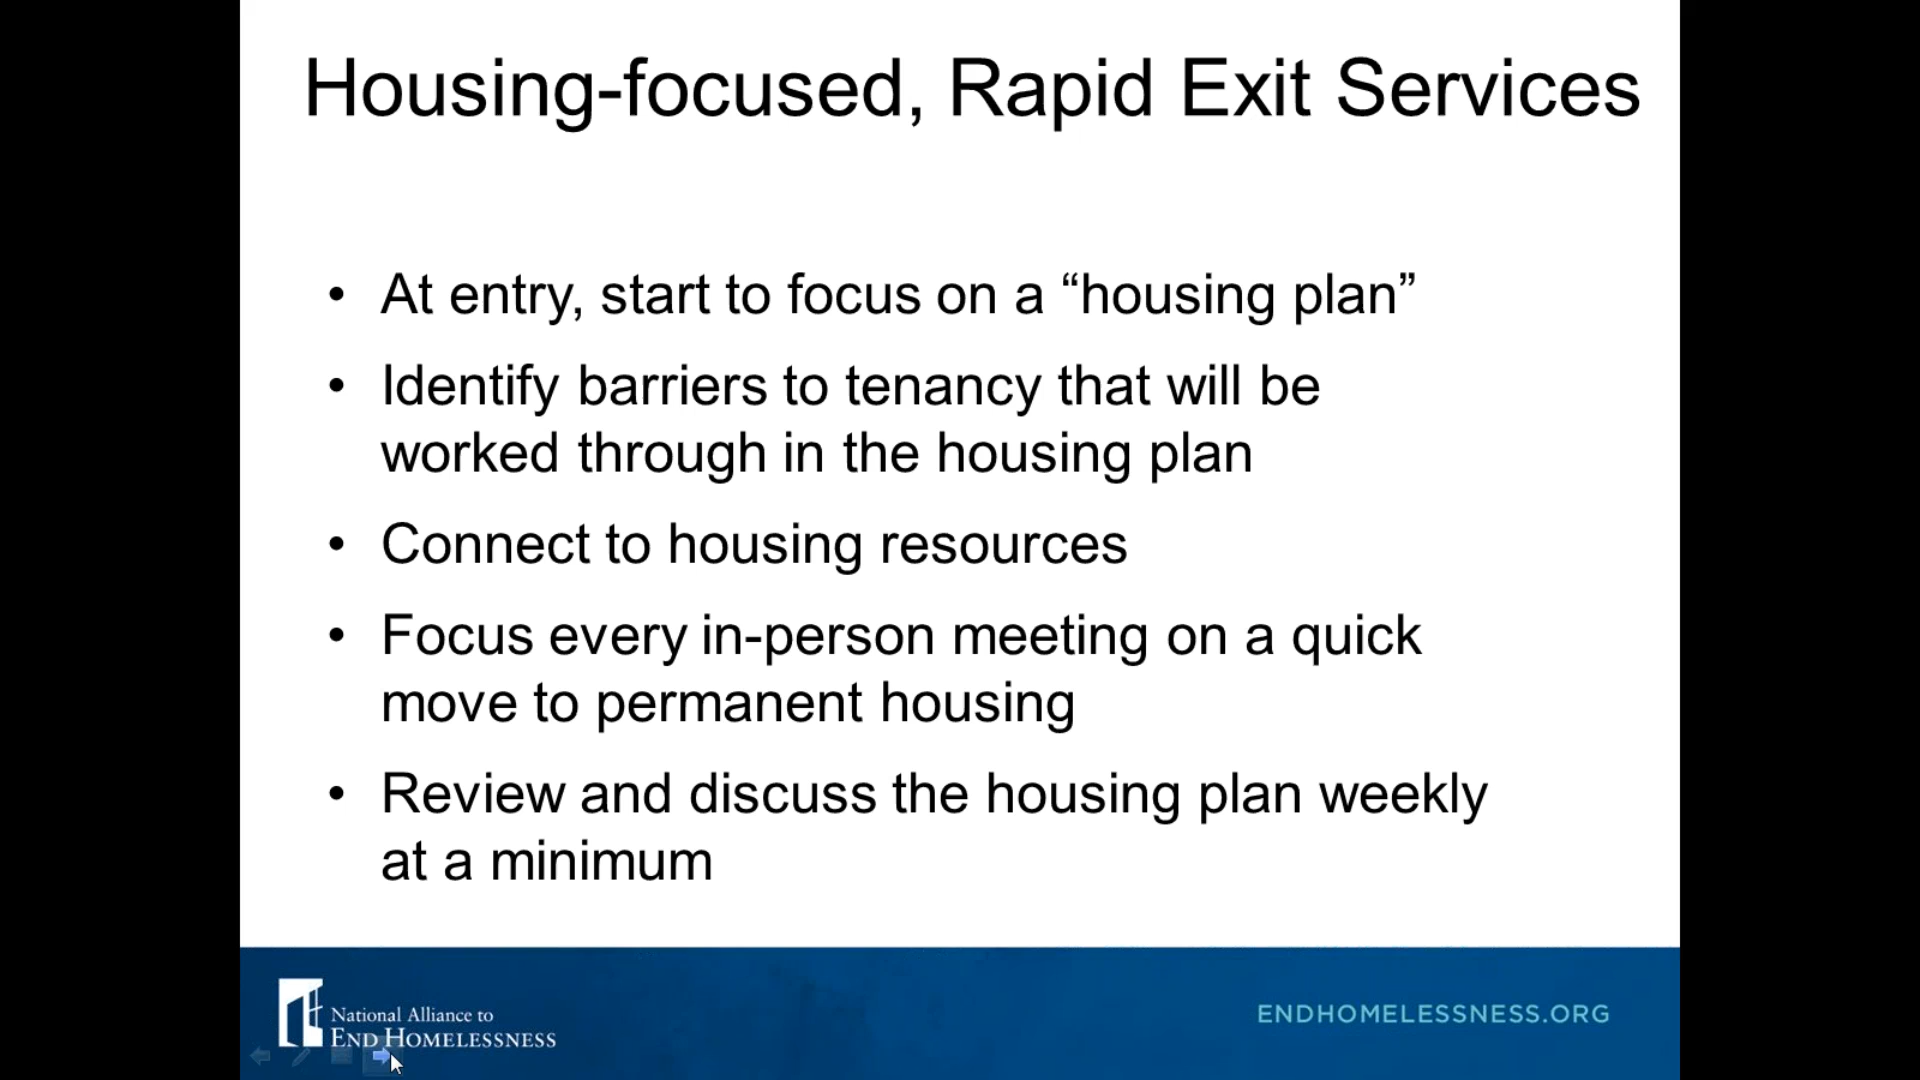 Housing-focused, Rapid Exit Services
• At entry, start to focus on a “housing plan”
• Identify barriers to tenancy that will be
worked through in the housing plan
• Connect to housing resources
• Focus every in-person meeting on a quick
move to permanent housing
• Review and discuss the housing plan weekly
at a minimum
National Alliance to
END HOMELESSNESS
ENDHOMELESSNESS.ORG